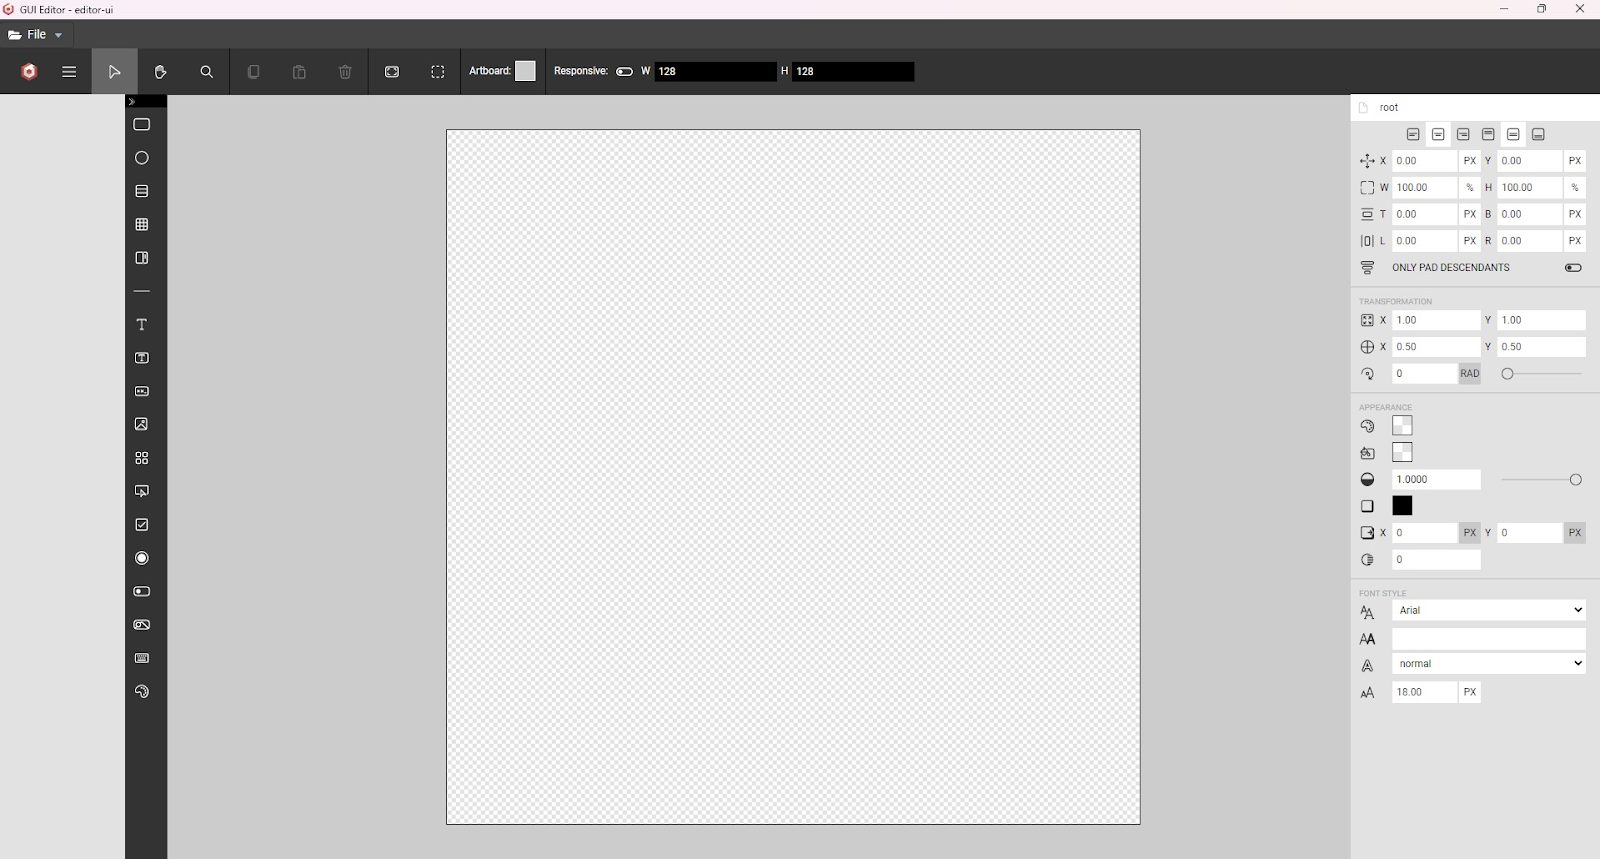 GUI Editor - editor-ui
File
Artboard: Responsive: W 128 H 128
root
X 0.00 PX Y 0.00 PX
W 100.00 % H 100.00 %
T 0.00 PX B 0.00 PX
L 0.00 PX R 0.00 PX
ONLY PAD DESCENDANTS
TRANSFORMATION
X 1.00 Y 1.00
X 0.50 Y 0.50
0 RAD
APPEARANCE
1.0000
X 0 PX Y 0 PX
0
FONT STYLE
Arial
normal
18.00 PX